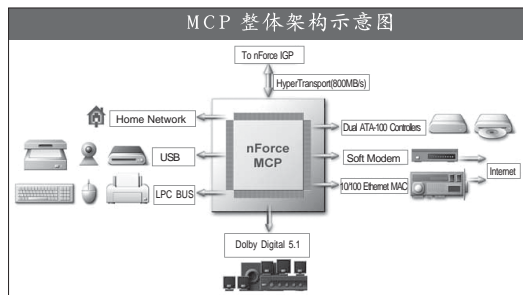 MCP 整体架构示意图
To nForce IGP
HyperTransport(800MB/s)
Home Network
USB
LPC BUS
nForce
MCP
Dual ATA-100 Controllers
Soft Modem
10/100 Ethernet MAC
Internet
Dolby Digital 5.1